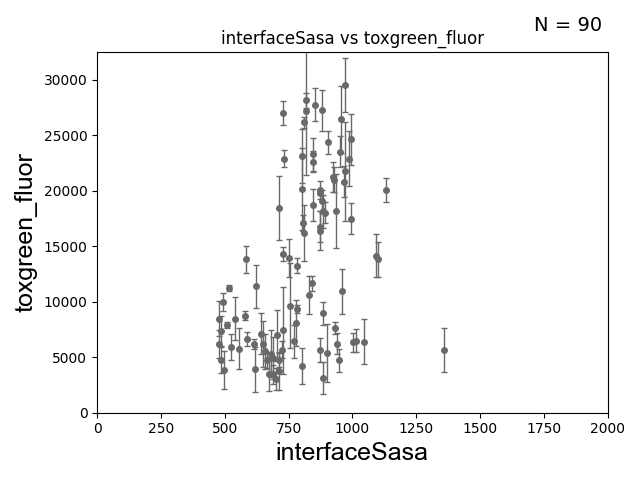 N = 90
interfaceSasa vs toxgreen_fluor
30000
25000
20000
15000
10000
5000
0
toxgreen_fluor
0 250 500 750 1000 1250 1500 1750 2000
interfaceSasa